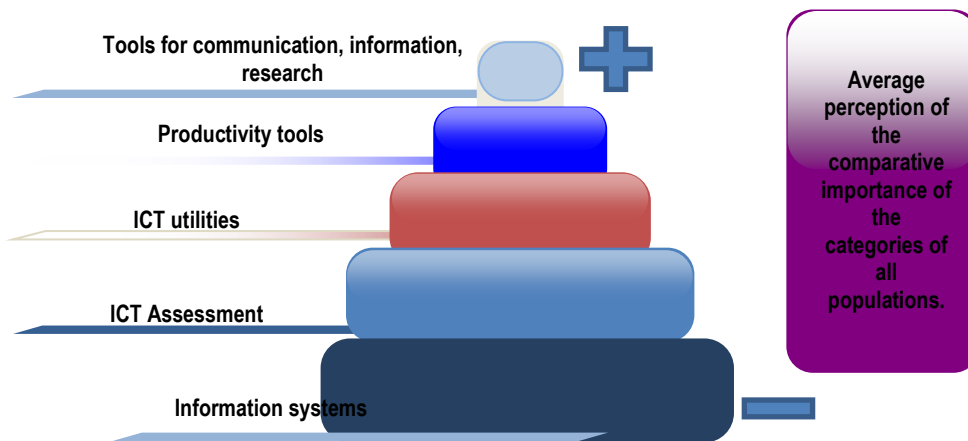 Tools for communication, information,
research
Productivity tools
ICT utilities
ICT Assessment
Information systems
Average
perception of
the
comparative
importance of
the
categories of
all
populations.